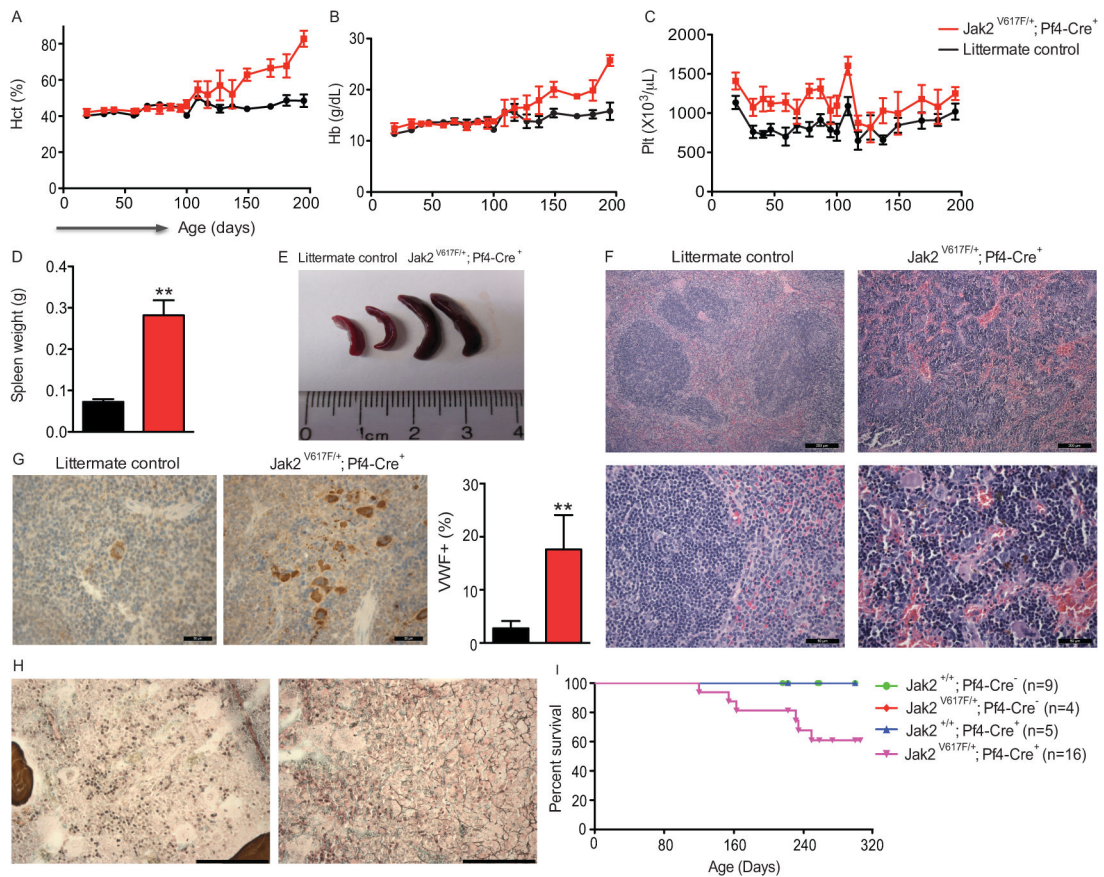 A
B
C
Jak2 V617F/+; Pf4-Cre+
Littermate control
Hct (%)
100
80
60
40
20
0
0 50 100 150 200
Hb (g/dL)
30
20
10
0
0 50 100 150 200
Plt (X10³/µL)
2000
1500
1000
500
0
0 50 100 150 200
Age (days)
D
Spleen weight (g)
0.4
0.3
0.2
0.1
0.0
**
E
Littermate control Jak2 V617F/+; Pf4-Cre+
0 1cm 2 3 4
F
Littermate control Jak2 V617F/+; Pf4-Cre+
G
Littermate control Jak2 V617F/+; Pf4-Cre+
VWF+ (%)
30
20
10
0
**
H
I
Percent survival
100
80
60
40
20
0
0 80 160 240 320
Age (Days)
Jak2 +/+; Pf4-Cre- (n=9)
Jak2 V617F/+; Pf4-Cre- (n=4)
Jak2 +/+; Pf4-Cre+ (n=5)
Jak2 V617F/+; Pf4-Cre+ (n=16)